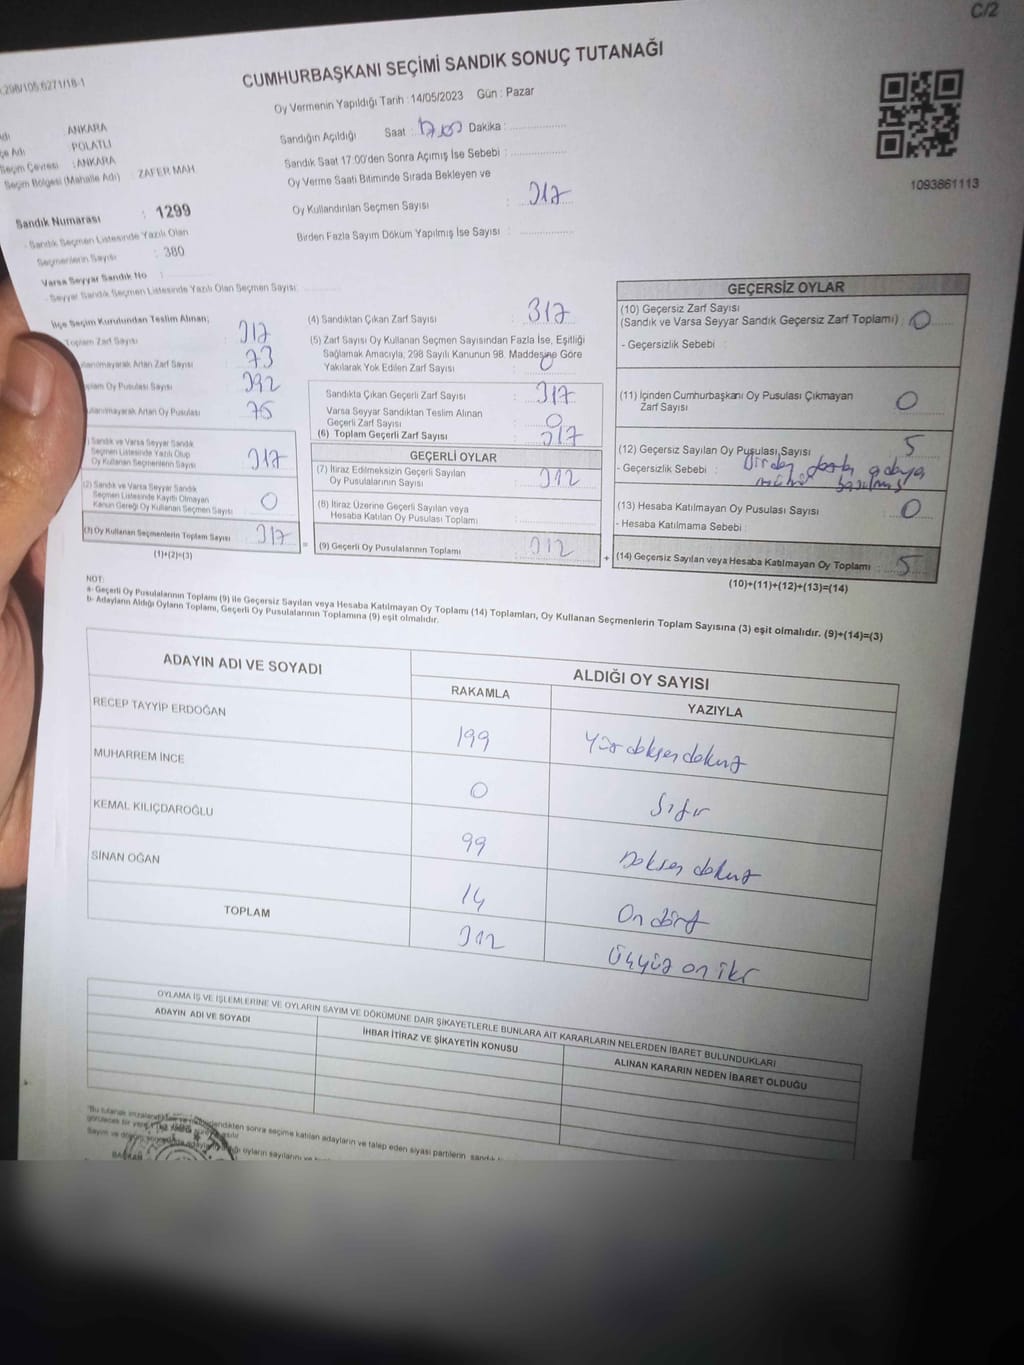 C/2
298/105.6271/18-1
CUMHURBAŞKANI SEÇİMİ SANDIK SONUÇ TUTANAĞI
Oy Vermenin Yapıldığı Tarih : 14/05/2023 Gün : Pazar
Sandığın Açıldığı Saat : Dakika :
Sandık Saat 17:00'den Sonra Açmış İse Sebebi :
Oy Verme Saati Bitiminde Sırada Bekleyen ve
Oy Kullandırılan Seçmen Sayısı : 317
Birden Fazla Sayım Döküm Yapılmış İse Sayısı :
1093861113
ANKARA
POLATLI
Seçim Çevresi : ANKARA
Seçim Bölgesi (Mahalle Adı) : ZAFER MAH
Sandık Numarası : 1299
- Sandık Seçmen Listesinde Yazılı Olan
Seçmenlerin Sayısı : 380
Varsa Seyyar Sandık No :
- Seyyar Sandık Seçmen Listesinde Yazılı Olan Seçmen Sayısı:
İlçe Seçim Kurulundan Teslim Alınan;
Toplam Zarf Sayısı
Artan Zarf Sayısı : 73
Oy Pusulası Sayısı : 392
Artan Oy Pusulası : 75
Sandık ve Varsa Seyyar Sandık
Seçmen Listesinde Yazılı Olup
Oy Kullanan Seçmenlerin Sayısı 317
(2) Sandık ve Varsa Seyyar Sandık
Seçmen Listesinde Kayıtlı Olmayan
Kanun Gereği Oy Kullanan Seçmen Sayısı 0
(3) Oy Kullanan Seçmenlerin Toplam Sayısı 317
(1)+(2)=(3)
(4) Sandıktan Çıkan Zarf Sayısı : 317
(5) Zarf Sayısı Oy Kullanan Seçmen Sayısından Fazla İse, Eşitliği
Sağlamak Amacıyla, 298 Sayılı Kanunun 98. Maddesine Göre
Yakılarak Yok Edilen Zarf Sayısı : 0
Sandıkta Çıkan Geçerli Zarf Sayısı : 317
Varsa Seyyar Sandıktan Teslim Alınan
Geçerli Zarf Sayısı : 0
(6) Toplam Geçerli Zarf Sayısı : 317
GEÇERLİ OYLAR
(7) İtiraz Edilmeksizin Geçerli Sayılan
Oy Pusulalarının Sayısı : 312
(8) İtiraz Üzerine Geçerli Sayılan veya
Hesaba Katılan Oy Pusulası Toplamı :
= (9) Geçerli Oy Pusulalarının Toplamı : 312
GEÇERSİZ OYLAR
(10) Geçersiz Zarf Sayısı
(Sandık ve Varsa Seyyar Sandık Geçersiz Zarf Toplamı) : 0
- Geçersizlik Sebebi :
(11) İçinden Cumhurbaşkanı Oy Pusulası Çıkmayan
Zarf Sayısı : 0
(12) Geçersiz Sayılan Oy Pusulası Sayısı : 5
- Geçersizlik Sebebi : Birden fazla adaya
mühür basılmış
(13) Hesaba Katılmayan Oy Pusulası Sayısı : 0
- Hesaba Katılmama Sebebi :
+ (14) Geçersiz Sayılan veya Hesaba Katılmayan Oy Toplamı : 5
(10)+(11)+(12)+(13)=(14)
NOT:
a- Geçerli Oy Pusulalarının Toplamı (9) ile Geçersiz Sayılan veya Hesaba Katılmayan Oy Toplamı (14) Toplamları, Oy Kullanan Seçmenlerin Toplam Sayısına (3) eşit olmalıdır. (9)+(14)=(3)
b- Adayların Aldığı Oyların Toplamı, Geçerli Oy Pusulalarının Toplamına (9) eşit olmalıdır.
ADAYIN ADI VE SOYADI ALDIĞI OY SAYISI
RAKAMLA YAZIYLA
RECEP TAYYİP ERDOĞAN 199 Yüz doksan dokuz
MUHARREM İNCE 0 Sıfır
KEMAL KILIÇDAROĞLU 99 Doksan dokuz
SİNAN OĞAN 14 On dört
TOPLAM 312 Üçyüz on iki
OYLAMA İŞ VE İŞLEMLERİNE VE OYLARIN SAYIM VE DÖKÜMÜNE DAİR ŞİKAYETLERLE BUNLARA AİT KARARLARIN NELERDEN İBARET BULUNDUKLARI
ADAYIN ADI VE SOYADI İHBAR İTİRAZ VE ŞİKAYETİN KONUSU ALINAN KARARIN NEDEN İBARET OLDUĞU
sonra seçime katılan adayların ve talep eden siyasi partilerin
BAŞKAN